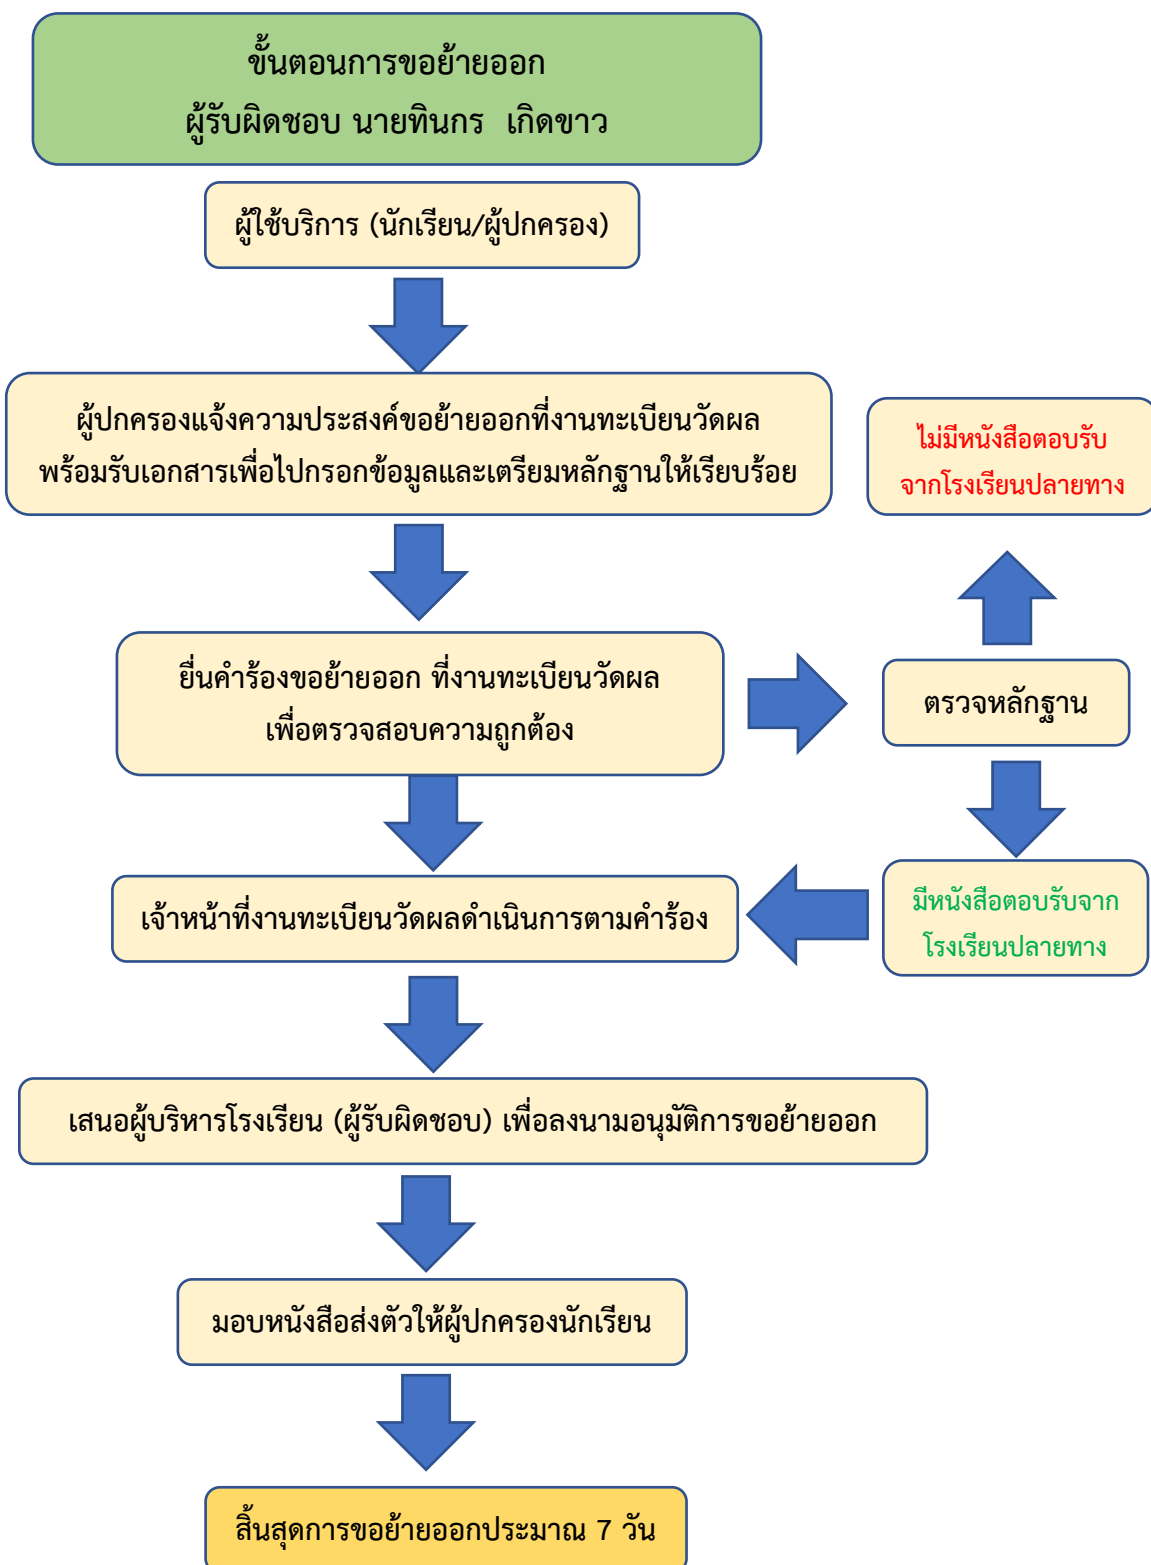 ขั้นตอนการขอย้ายออก
ผู้รับผิดชอบ นายทินกร เกิดขาว
ผู้ใช้บริการ (นักเรียน/ผู้ปกครอง)
ผู้ปกครองแจ้งความประสงค์ขอย้ายออกที่งานทะเบียนวัดผล
พร้อมรับเอกสารเพื่อไปกรอกข้อมูลและเตรียมหลักฐานให้เรียบร้อย
ไม่มีหนังสือตอบรับ
จากโรงเรียนปลายทาง
ยื่นคำร้องขอย้ายออก ที่งานทะเบียนวัดผล
เพื่อตรวจสอบความถูกต้อง
ตรวจหลักฐาน
มีหนังสือตอบรับจาก
โรงเรียนปลายทาง
เจ้าหน้าที่งานทะเบียนวัดผลดำเนินการตามคำร้อง
เสนอผู้บริหารโรงเรียน (ผู้รับผิดชอบ) เพื่อลงนามอนุมัติการขอย้ายออก
มอบหนังสือส่งตัวให้ผู้ปกครองนักเรียน
สิ้นสุดการขอย้ายออกประมาณ 7 วัน